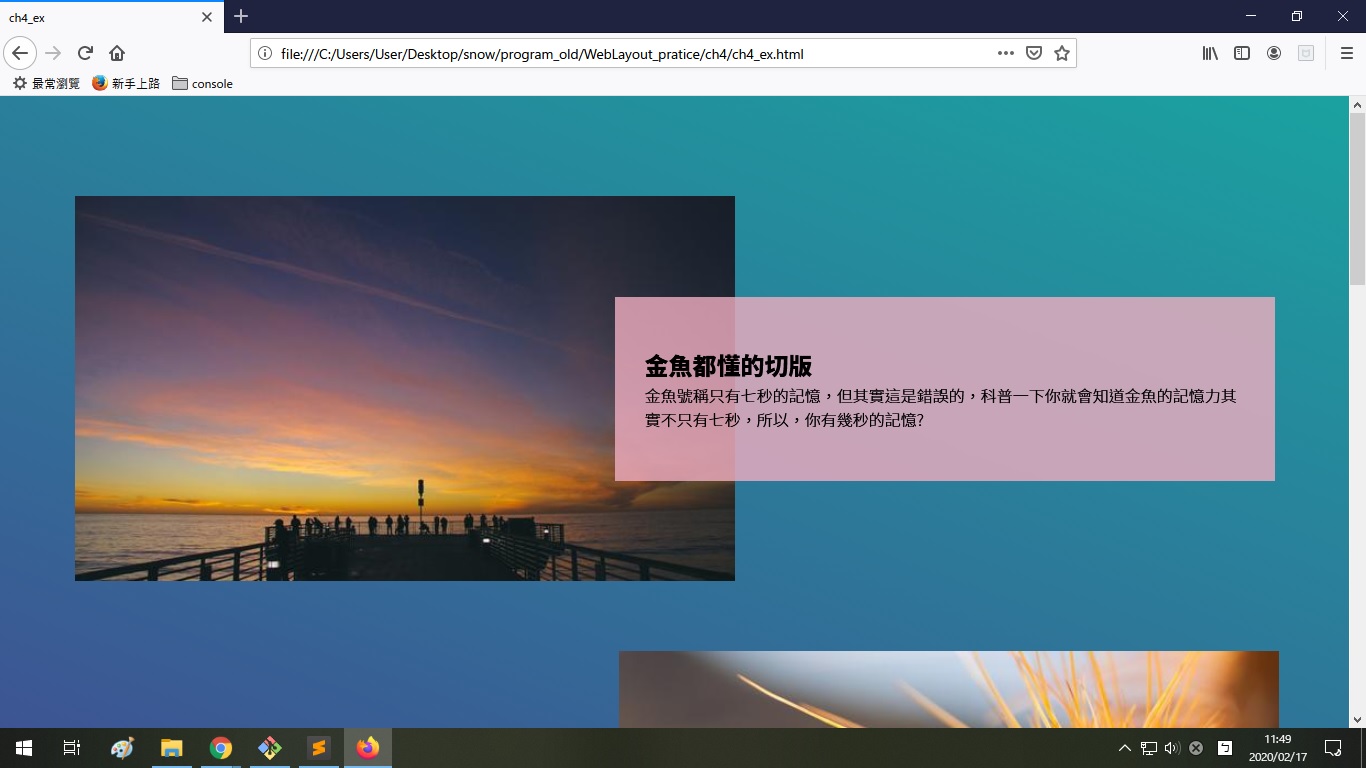 ch4_ex
file:///C:/Users/User/Desktop/snow/program_old/WebLayout_pratice/ch4/ch4_ex.html
最常瀏覽 新手上路 console
金魚都懂的切版
金魚號稱只有七秒的記憶，但其實這是錯誤的，科普一下你就會知道金魚的記憶力其
實不只有七秒，所以，你有幾秒的記憶?
11:49
2020/02/17